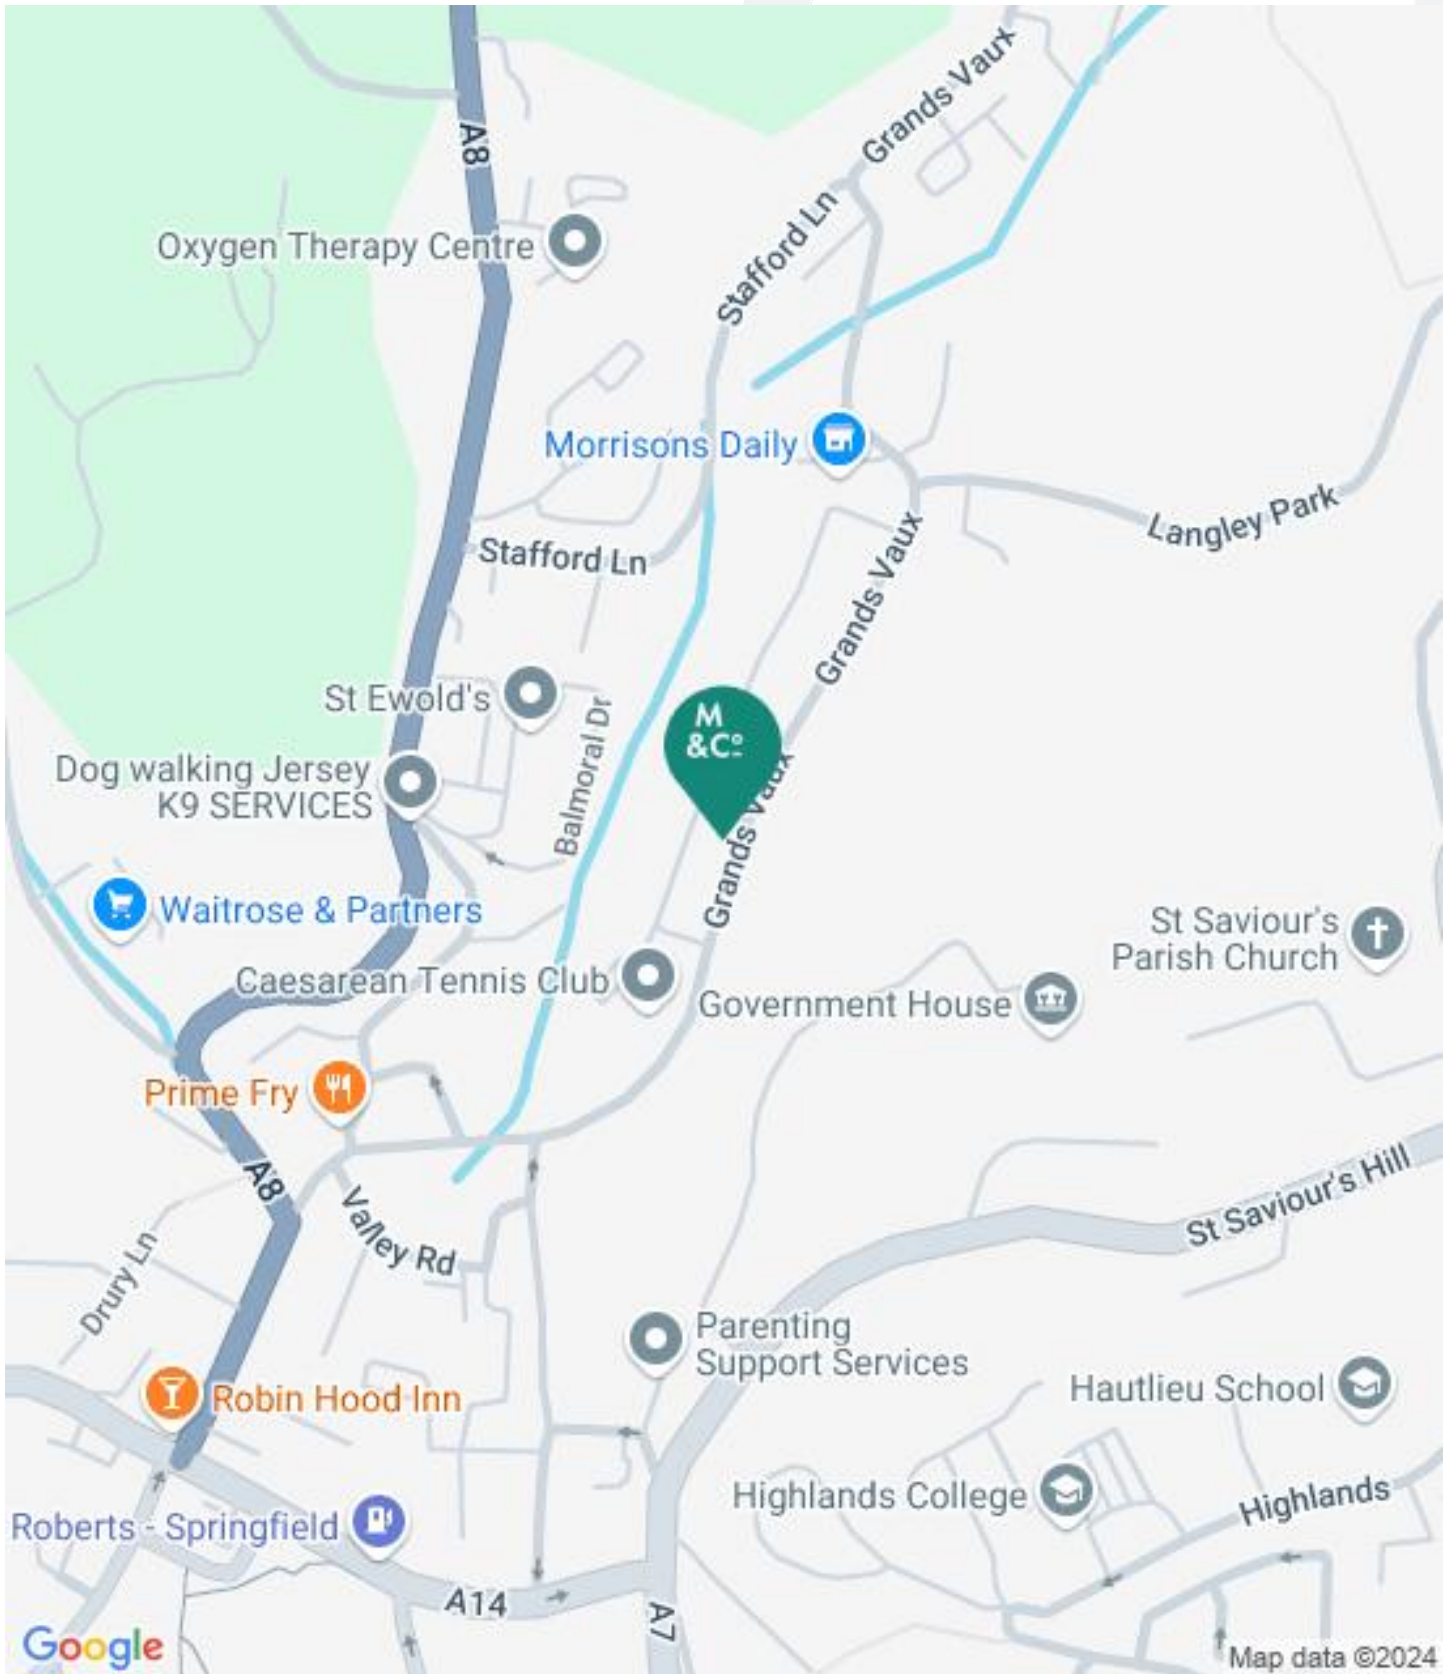 Grands Vaux
A8
Oxygen Therapy Centre
Stafford Ln
Morrisons Daily
Langley Park
Stafford Ln
Grands Vaux
St Ewold's
M
&Cº
Balmoral Dr
Dog walking Jersey
K9 SERVICES
Grands Vaux
Waitrose & Partners
St Saviour's
Parish Church
Caesarean Tennis Club
Government House
Prime Fry
A8
Valley Rd
St Saviour's Hill
Drury Ln
Parenting
Support Services
Hautlieu School
Robin Hood Inn
Highlands College
Highlands
Roberts - Springfield
A14
A7
Google
Map data ©2024